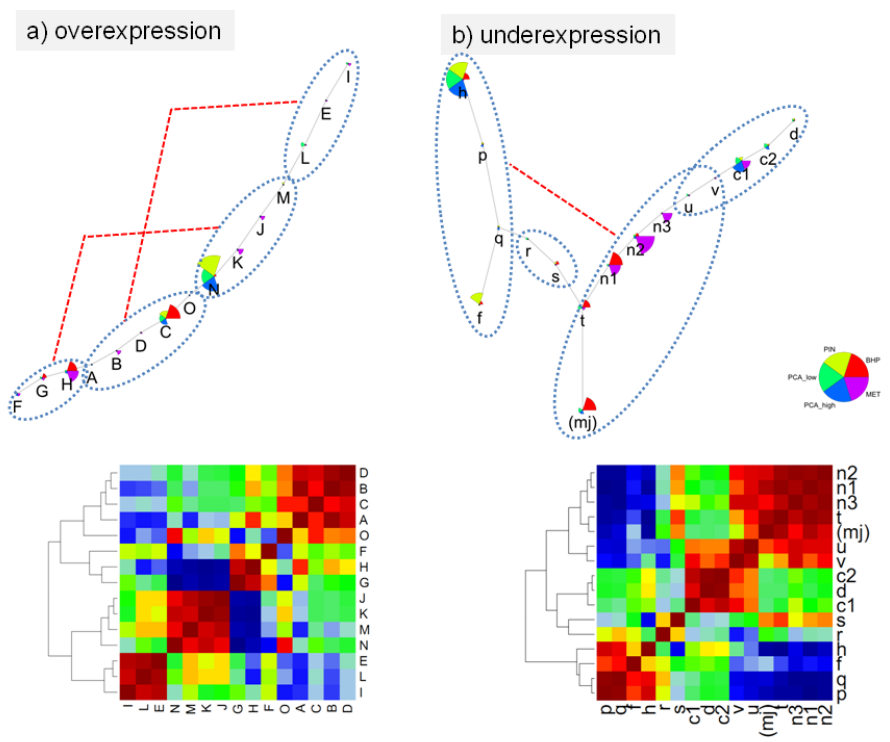 a) overexpression
b) underexpression
I
E
L
M
J
K
N
O
C
D
B
A
H
G
F
h
p
q
r
s
f
t
(mj)
n1
n2
n3
u
v
c1
c2
d
PIN
BHP
PCA_low
MET
PCA_high
D
B
C
A
O
F
H
G
J
K
M
N
E
L
I
I L E N M K J G H F O A C B D
n2
n1
n3
t
(mj)
u
v
c2
d
c1
s
r
h
f
q
p
p q f h r s c1 d c2 v u (mj) t n3 n1 n2